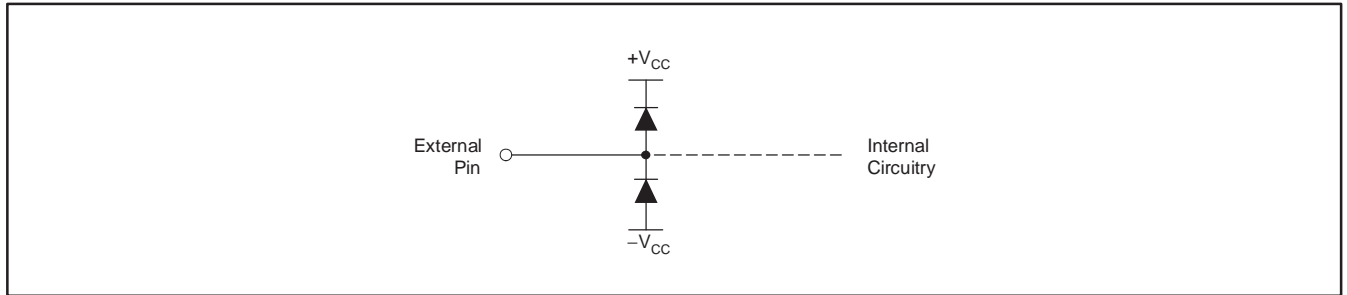 +VCC
External
Pin
Internal
Circuitry
−VCC